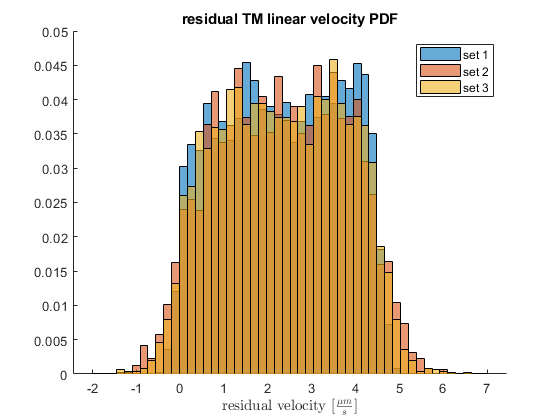 residual TM linear velocity PDF
0.05
0.045
0.04
0.035
0.03
0.025
0.02
0.015
0.01
0.005
0
set 1
set 2
set 3
-2 -1 0 1 2 3 4 5 6 7
residual velocity [μm/s]